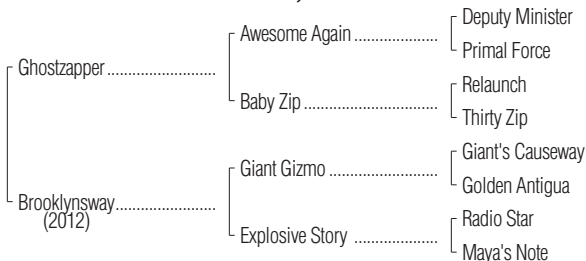 Deputy Minister
Awesome Again ....................
Primal Force
Ghostzapper ..........................
Relaunch
Baby Zip ................................
Thirty Zip
Giant's Causeway
Giant Gizmo ..........................
Golden Antigua
Brooklynsway........................
(2012)
Radio Star
Explosive Story ....................
Maya's Note